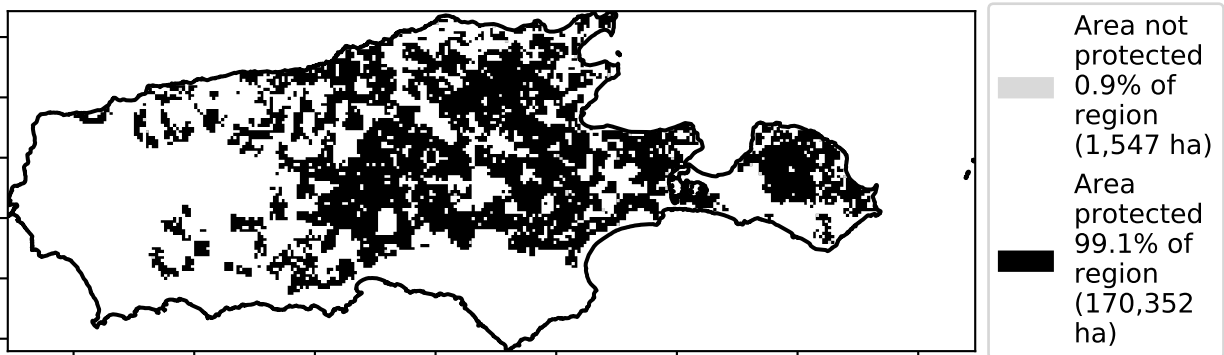 Area not
protected
0.9% of
region
(1,547 ha)
Area
protected
99.1% of
region
(170,352
ha)